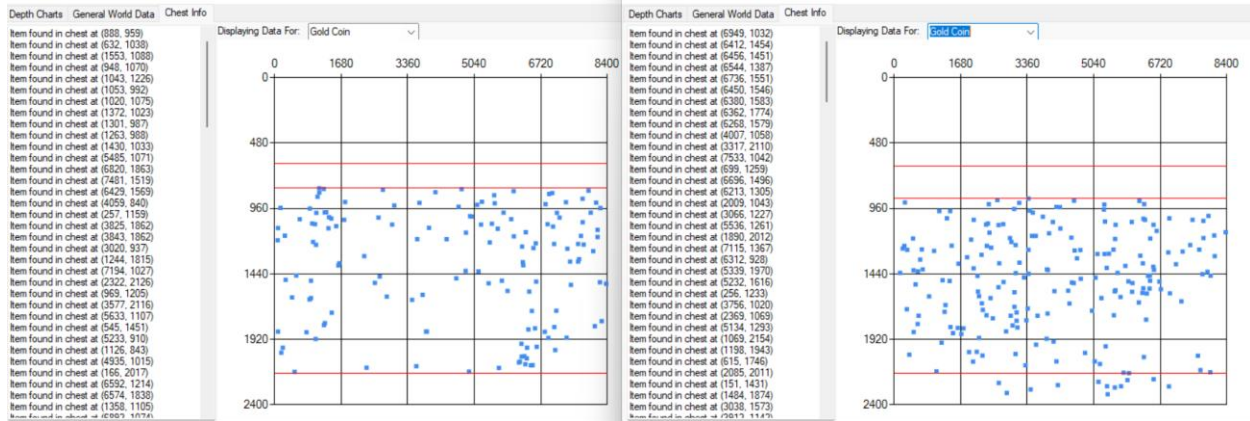 Depth Charts General World Data Chest Info
Displaying Data For: Gold Coin
Item found in chest at (888, 959)
Item found in chest at (632, 1038)
Item found in chest at (1553, 1088)
Item found in chest at (948, 1070)
Item found in chest at (1043, 1226)
Item found in chest at (1053, 992)
Item found in chest at (1020, 1075)
Item found in chest at (1372, 1023)
Item found in chest at (1301, 987)
Item found in chest at (1263, 988)
Item found in chest at (1430, 1033)
Item found in chest at (5485, 1071)
Item found in chest at (6820, 1863)
Item found in chest at (7481, 1519)
Item found in chest at (6429, 1569)
Item found in chest at (4059, 840)
Item found in chest at (257, 1159)
Item found in chest at (3825, 1862)
Item found in chest at (3843, 1862)
Item found in chest at (3020, 937)
Item found in chest at (1244, 1815)
Item found in chest at (7194, 1027)
Item found in chest at (2322, 2126)
Item found in chest at (969, 1205)
Item found in chest at (3577, 2116)
Item found in chest at (5633, 1107)
Item found in chest at (545, 1451)
Item found in chest at (5233, 910)
Item found in chest at (1126, 843)
Item found in chest at (4935, 1015)
Item found in chest at (166, 2017)
Item found in chest at (6592, 1214)
Item found in chest at (6574, 1838)
Item found in chest at (1358, 1105)
Item found in chest at (6892, 1074)
0 1680 3360 5040 6720 8400
0
480
960
1440
1920
2400
Depth Charts General World Data Chest Info
Displaying Data For: Gold Coin
Item found in chest at (6949, 1032)
Item found in chest at (6412, 1454)
Item found in chest at (6456, 1451)
Item found in chest at (6544, 1387)
Item found in chest at (6736, 1551)
Item found in chest at (6450, 1546)
Item found in chest at (6380, 1583)
Item found in chest at (6362, 1774)
Item found in chest at (6268, 1579)
Item found in chest at (4007, 1058)
Item found in chest at (3317, 2110)
Item found in chest at (7533, 1042)
Item found in chest at (699, 1259)
Item found in chest at (6696, 1496)
Item found in chest at (6213, 1305)
Item found in chest at (2009, 1043)
Item found in chest at (3066, 1227)
Item found in chest at (5536, 1261)
Item found in chest at (1890, 2012)
Item found in chest at (7115, 1367)
Item found in chest at (6312, 928)
Item found in chest at (5339, 1970)
Item found in chest at (5232, 1616)
Item found in chest at (256, 1233)
Item found in chest at (3756, 1020)
Item found in chest at (2369, 1069)
Item found in chest at (5134, 1293)
Item found in chest at (1069, 2154)
Item found in chest at (1198, 1943)
Item found in chest at (615, 1746)
Item found in chest at (2085, 2011)
Item found in chest at (151, 1431)
Item found in chest at (1484, 1874)
Item found in chest at (3038, 1573)
Item found in chest at (3912, 1142)
0 1680 3360 5040 6720 8400
0
480
960
1440
1920
2400